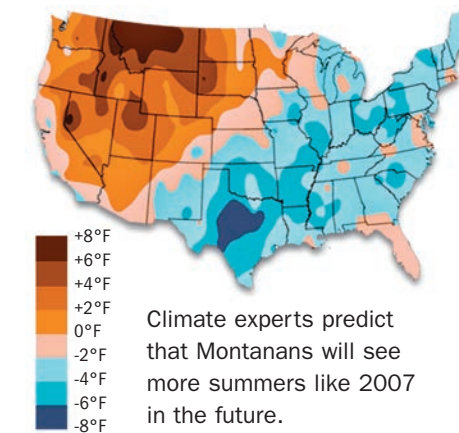 +8°F
+6°F
+4°F
+2°F
0°F
-2°F
-4°F
-6°F
-8°F
Climate experts predict
that Montanans will see
more summers like 2007
in the future.